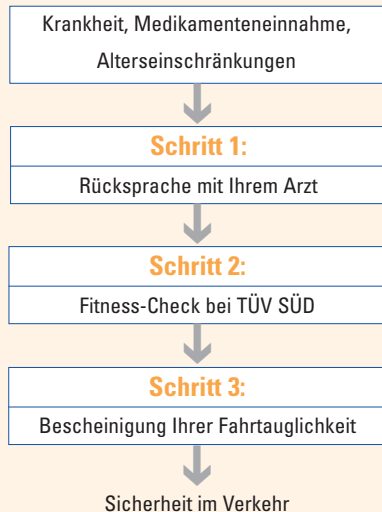 Krankheit, Medikamenteneinnahme,
Alterseinschränkungen
Schritt 1:
Rücksprache mit Ihrem Arzt
Schritt 2:
Fitness-Check bei TÜV SÜD
Schritt 3:
Bescheinigung Ihrer Fahrtauglichkeit
Sicherheit im Verkehr